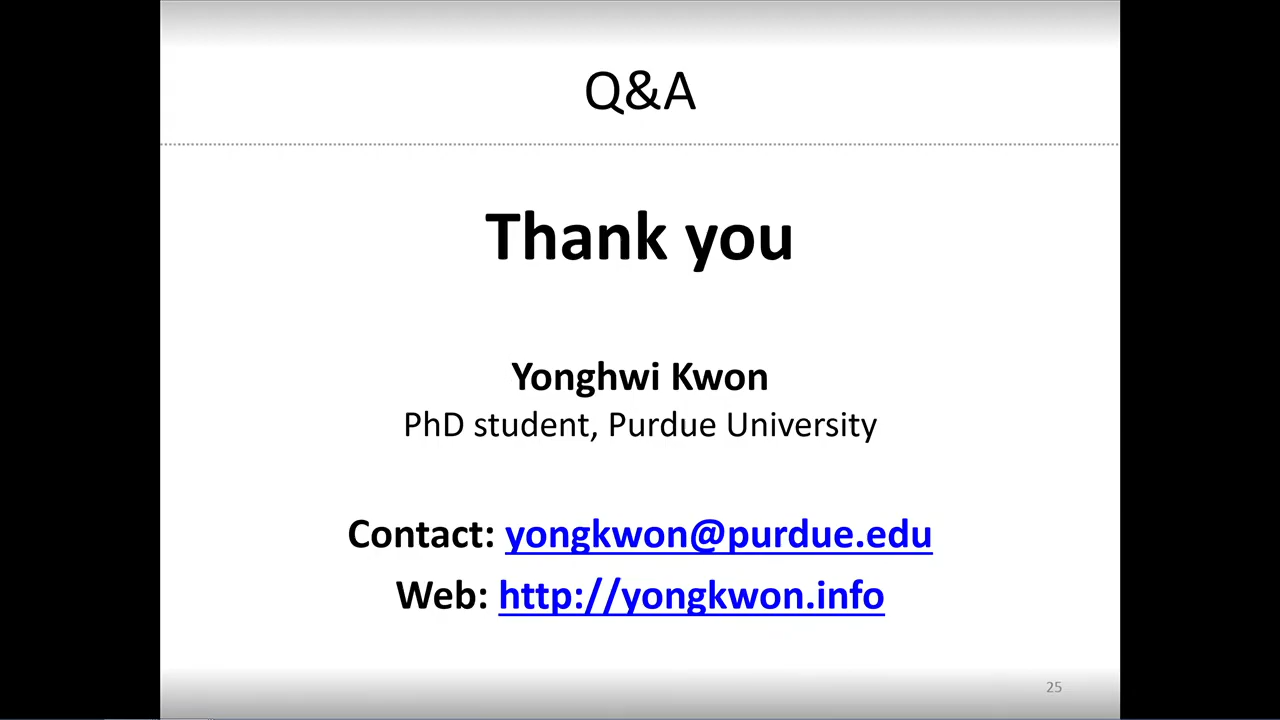 Q&A
Thank you
Yonghwi Kwon
PhD student, Purdue University
Contact: yongkwon@purdue.edu
Web: http://yongkwon.info
25